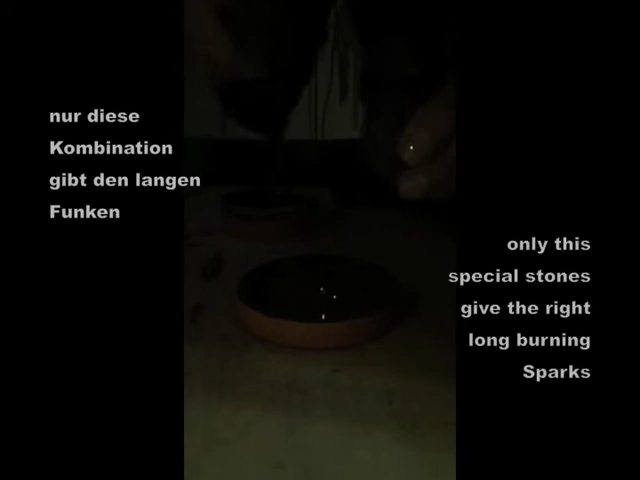 nur diese
Kombination
gibt den langen
Funken
only this
special stones
give the right
long burning
Sparks